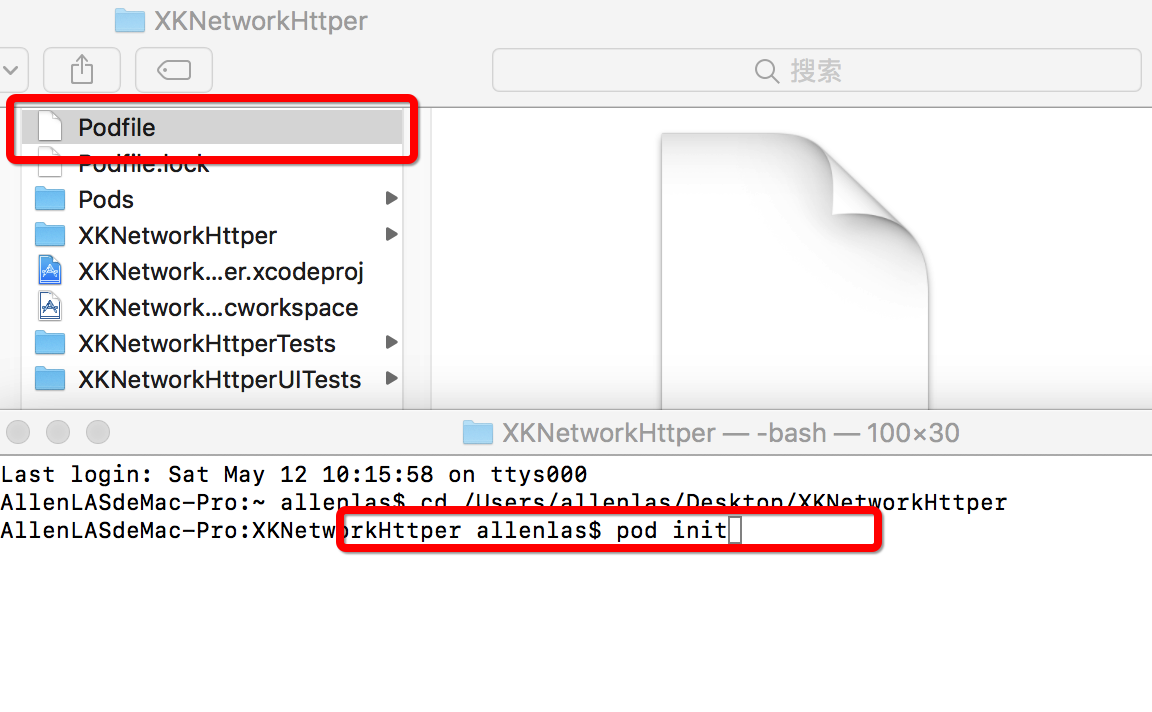 XKNetworkHttper
搜索
Podfile
Podfile.lock
Pods
XKNetworkHttper
XKNetwork...er.xcodeproj
XKNetwork...cworkspace
XKNetworkHttperTests
XKNetworkHttperUITests
XKNetworkHttper — -bash — 100×30
Last login: Sat May 12 10:15:58 on ttys000
AllenLASdeMac-Pro:~ allenlas$ cd /Users/allenlas/Desktop/XKNetworkHttper
AllenLASdeMac-Pro:XKNetworkHttper allenlas$ pod init